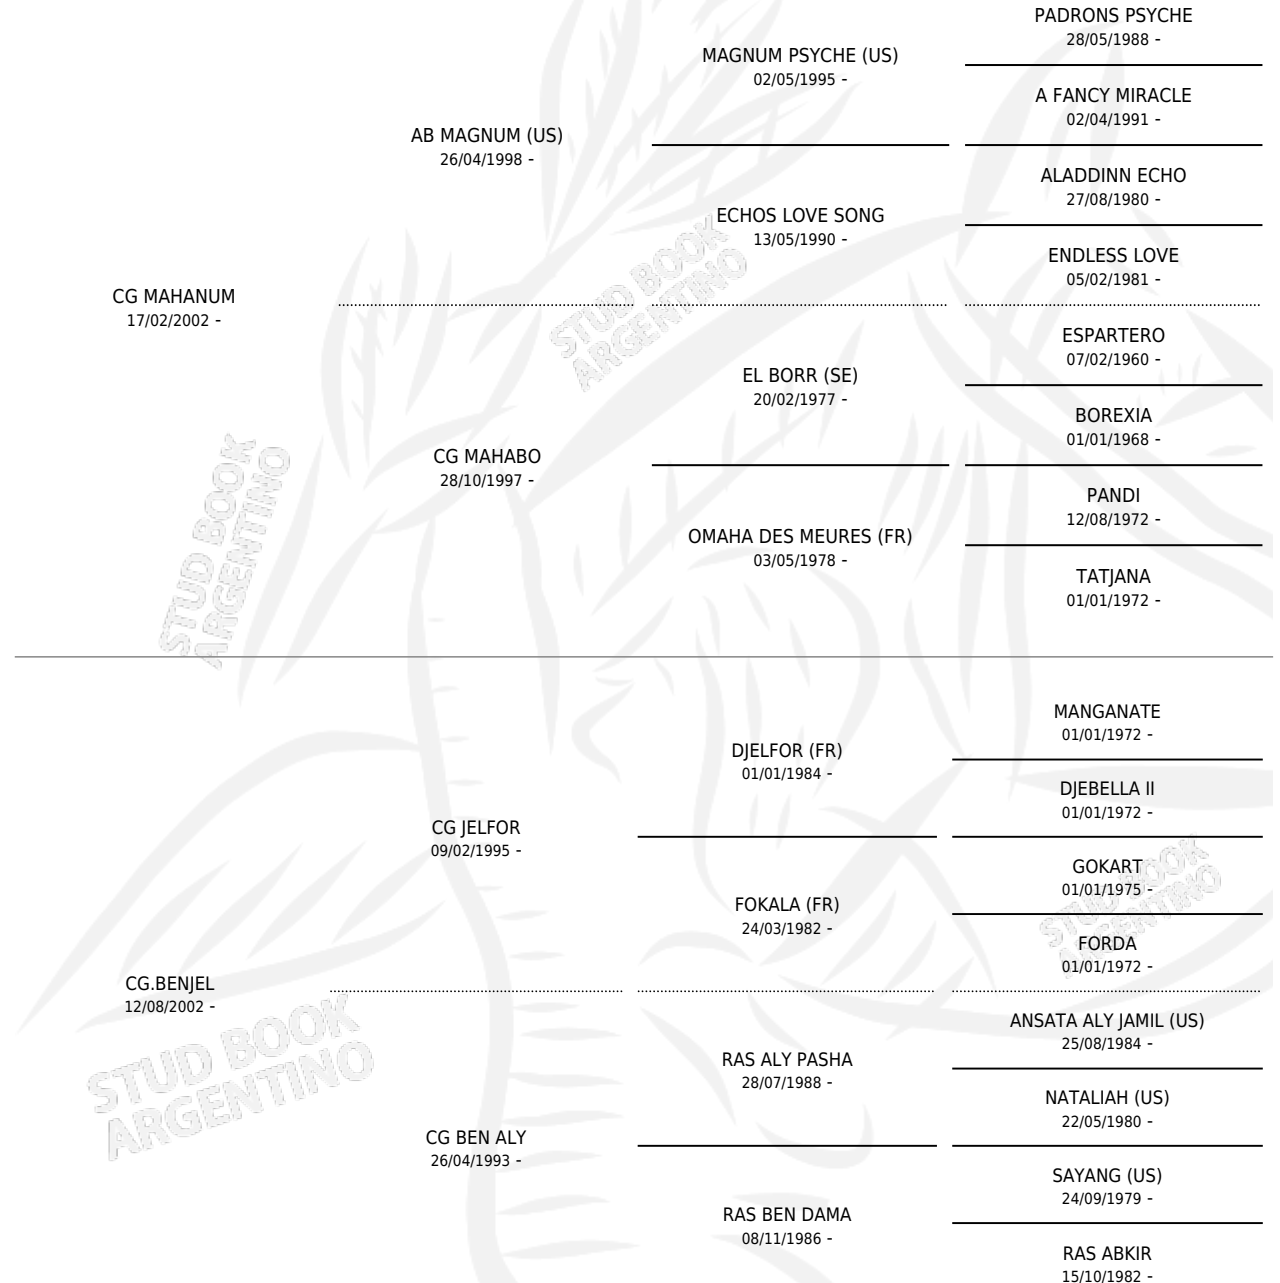 PADRONS PSYCHE
28/05/1988 -
MAGNUM PSYCHE (US)
02/05/1995 -
A FANCY MIRACLE
02/04/1991 -
AB MAGNUM (US)
26/04/1998 -
ALADDINN ECHO
27/08/1980 -
ECHOS LOVE SONG
13/05/1990 -
ENDLESS LOVE
05/02/1981 -
CG MAHANUM
17/02/2002 -
STUD BOOK
ARGENTINO
ESPARTERO
07/02/1960 -
EL BORR (SE)
20/02/1977 -
BOREXIA
01/01/1968 -
CG MAHABO
28/10/1997 -
PANDI
12/08/1972 -
OMAHA DES MEURES (FR)
03/05/1978 -
TATJANA
01/01/1972 -
STUD BOOK
ARGENTINO
MANGANATE
01/01/1972 -
DJELFOR (FR)
01/01/1984 -
DJEBELLA II
01/01/1972 -
CG JELFOR
09/02/1995 -
GOKART
01/01/1975 -
FOKALA (FR)
24/03/1982 -
STUD BOOK
ARGENTINO
FORDA
01/01/1972 -
CG.BENJEL
12/08/2002 -
ANSATA ALY JAMIL (US)
25/08/1984 -
RAS ALY PASHA
28/07/1988 -
STUD BOOK
ARGENTINO
NATALIAH (US)
22/05/1980 -
CG BEN ALY
26/04/1993 -
SAYANG (US)
24/09/1979 -
RAS BEN DAMA
08/11/1986 -
RAS ABKIR
15/10/1982 -